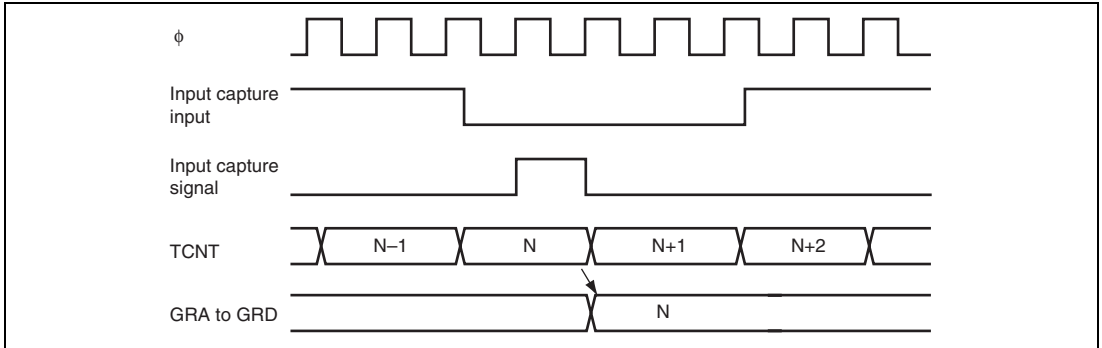 ϕ
Input capture
input
Input capture
signal
TCNT
N–1
N
N+1
N+2
GRA to GRD
N